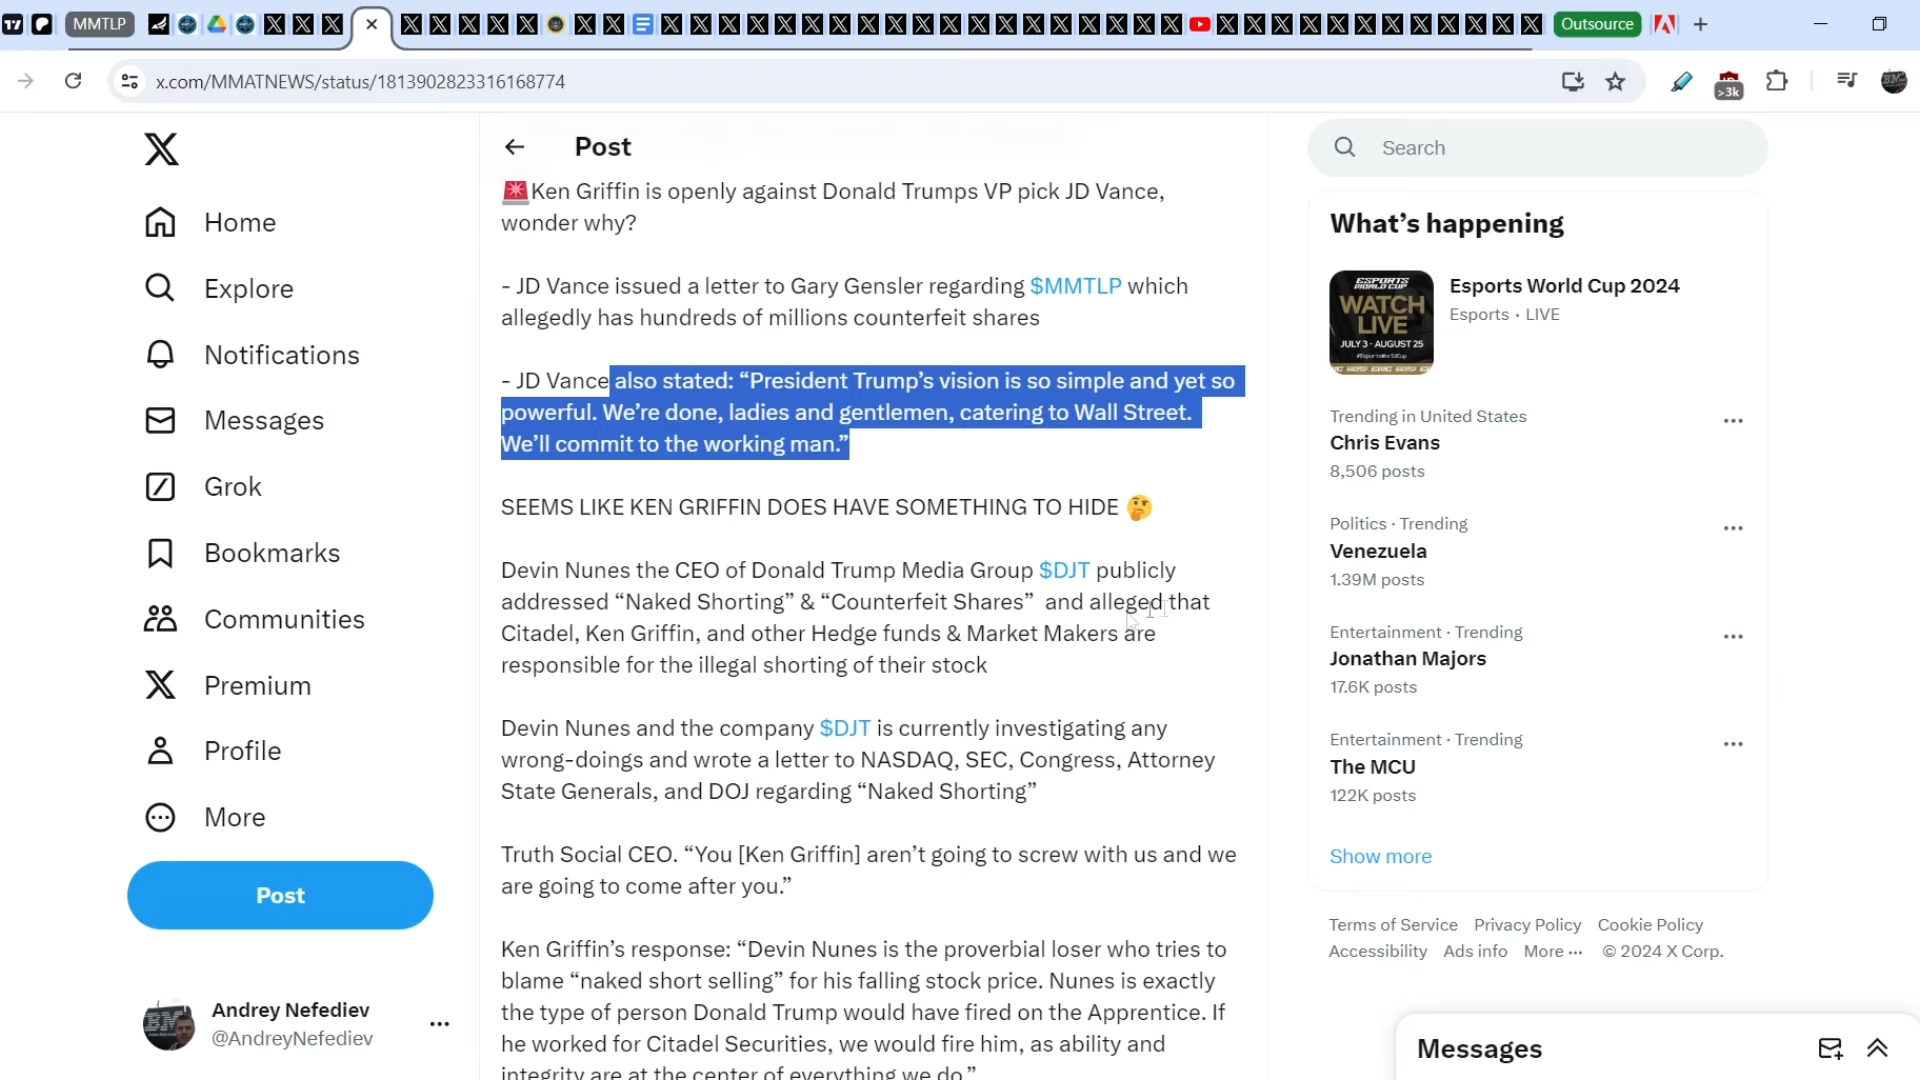 MMTLP
Outsource
x.com/MMATNEWS/status/1813902823316168774
>3k
Home
Explore
Notifications
Messages
Grok
Bookmarks
Communities
Premium
Profile
More
Post
Andrey Nefediev
@AndreyNefediev
Post
Ken Griffin is openly against Donald Trumps VP pick JD Vance,
wonder why?
- JD Vance issued a letter to Gary Gensler regarding $MMTLP which
allegedly has hundreds of millions counterfeit shares
- JD Vance also stated: “President Trump’s vision is so simple and yet so
powerful. We’re done, ladies and gentlemen, catering to Wall Street.
We’ll commit to the working man.”
SEEMS LIKE KEN GRIFFIN DOES HAVE SOMETHING TO HIDE 🤔
Devin Nunes the CEO of Donald Trump Media Group $DJT publicly
addressed “Naked Shorting” & “Counterfeit Shares” and alleged that
Citadel, Ken Griffin, and other Hedge funds & Market Makers are
responsible for the illegal shorting of their stock
Devin Nunes and the company $DJT is currently investigating any
wrong-doings and wrote a letter to NASDAQ, SEC, Congress, Attorney
State Generals, and DOJ regarding “Naked Shorting”
Truth Social CEO. “You [Ken Griffin] aren’t going to screw with us and we
are going to come after you.”
Ken Griffin’s response: “Devin Nunes is the proverbial loser who tries to
blame “naked short selling” for his falling stock price. Nunes is exactly
the type of person Donald Trump would have fired on the Apprentice. If
he worked for Citadel Securities, we would fire him, as ability and
integrity are at the center of everything we do.”
Search
What’s happening
ESPORTS
WORLD CUP
WATCH
LIVE
JULY 3 - AUGUST 25
#EsportsWorldCup
Esports World Cup 2024
Esports · LIVE
Trending in United States
Chris Evans
8,506 posts
Politics · Trending
Venezuela
1.39M posts
Entertainment · Trending
Jonathan Majors
17.6K posts
Entertainment · Trending
The MCU
122K posts
Show more
Terms of Service Privacy Policy Cookie Policy
Accessibility Ads info More ··· © 2024 X Corp.
Messages